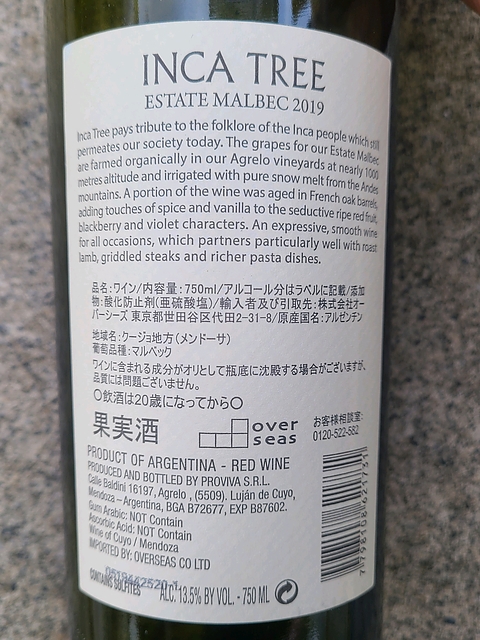 INCA TREE
ESTATE MALBEC 2019
Inca Tree pays tribute to the folklore of the Inca people which still
permeates our society today. The grapes for our Estate Malbec
are farmed organically in our Agrelo vineyards at nearly 1000
metres altitude and irrigated with pure snow melt from the Andes
mountains. A portion of the wine was aged in French oak barrels,
adding touches of spice and vanilla to the seductive ripe red fruit,
blackberry and violet characters. An expressive, smooth wine
for all occasions, which partners particularly well with roast
lamb, griddled steaks and richer pasta dishes.
品名:ワイン/内容量:750ml/アルコール分はラベルに記載/添加
物:酸化防止剤(亜硫酸塩)/輸入者及び引取先:株式会社オー
バーシーズ 東京都世田谷区代田2-31-8/原産国名:アルゼンチン
地域名:クージョ地方(メンドーサ)
葡萄品種:マルベック
ワインに含まれる成分がオリとして瓶底に沈殿する場合がございますが、
品質には問題ございません。
〇飲酒は20歳になってから〇
果実酒
over
seas
お客様相談室:
0120-522-582
PRODUCT OF ARGENTINA - RED WINE
PRODUCED AND BOTTLED BY PROVIVA S.R.L.
Calle Baldini 16197, Agrelo, (5509). Luján de Cuyo,
Mendoza – Argentina, BGA B72677, EXP B87602.
Gum Arabic: NOT Contain
Ascorbic Acid: NOT Contain
Wine of Cuyo / Mendoza
IMPORTED BY: OVERSEAS CO LTD
CONTAINS SULFITES
ALC. 13.5% BY VOL. - 750 ML
7798108621731